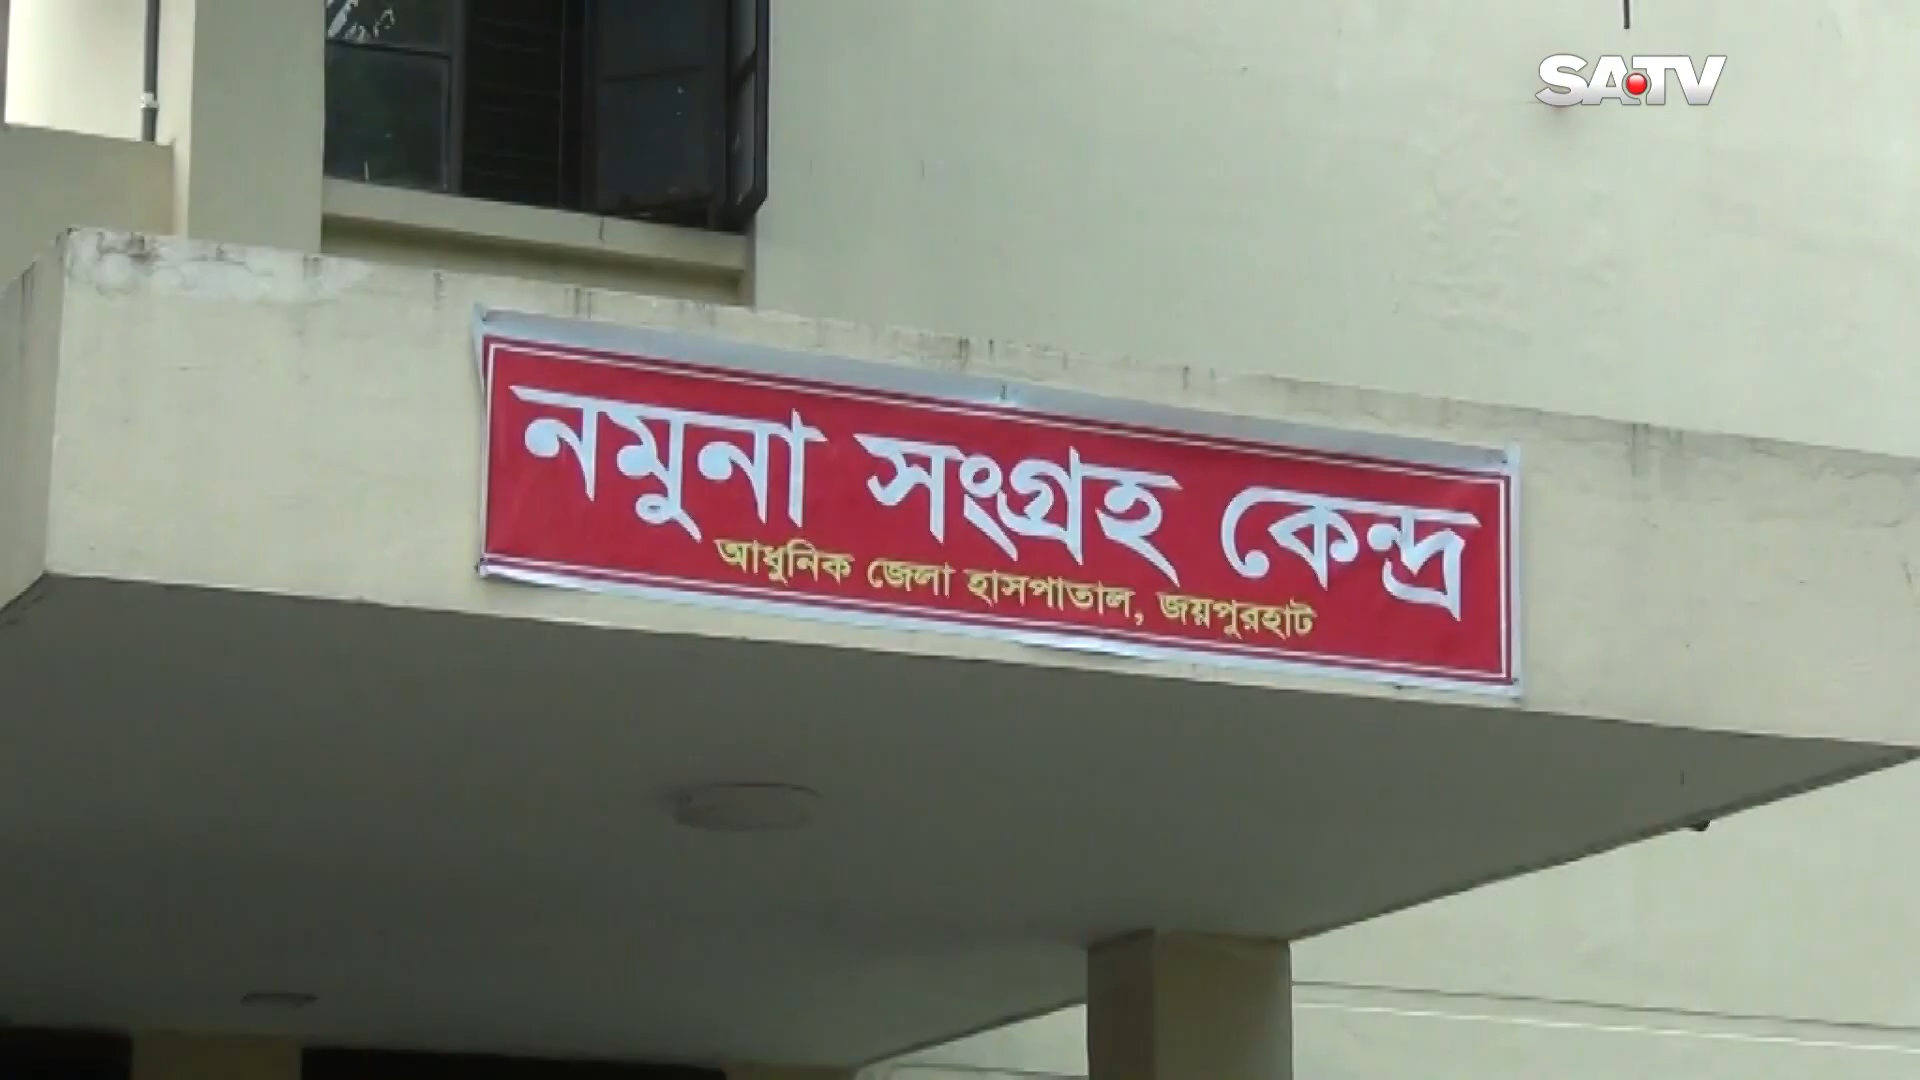 SATV
নমুনা সংগ্রহ কেন্দ্র
আধুনিক জেলা হাসপাতাল, জয়পুরহাট